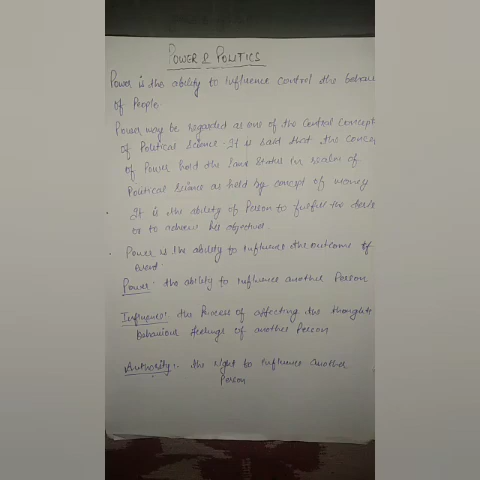 POWER & POLITICS
Power is the ability to influence control the behav
of People.
Power may be regarded as one of the Central Concept
of Political Science. It is said that the Conce
of Power hold the Same Status in realm of
Political Science as held by concept of money
It is the ability of Person to fulfill the
or to achieve his objectives
Power is the ability to influence the outcome of
event.
Power: the ability to influence another Person
Influence: the Process of affecting the thoughts
Behaviour feelings of another Person
Authority:- the right to influence another
Person